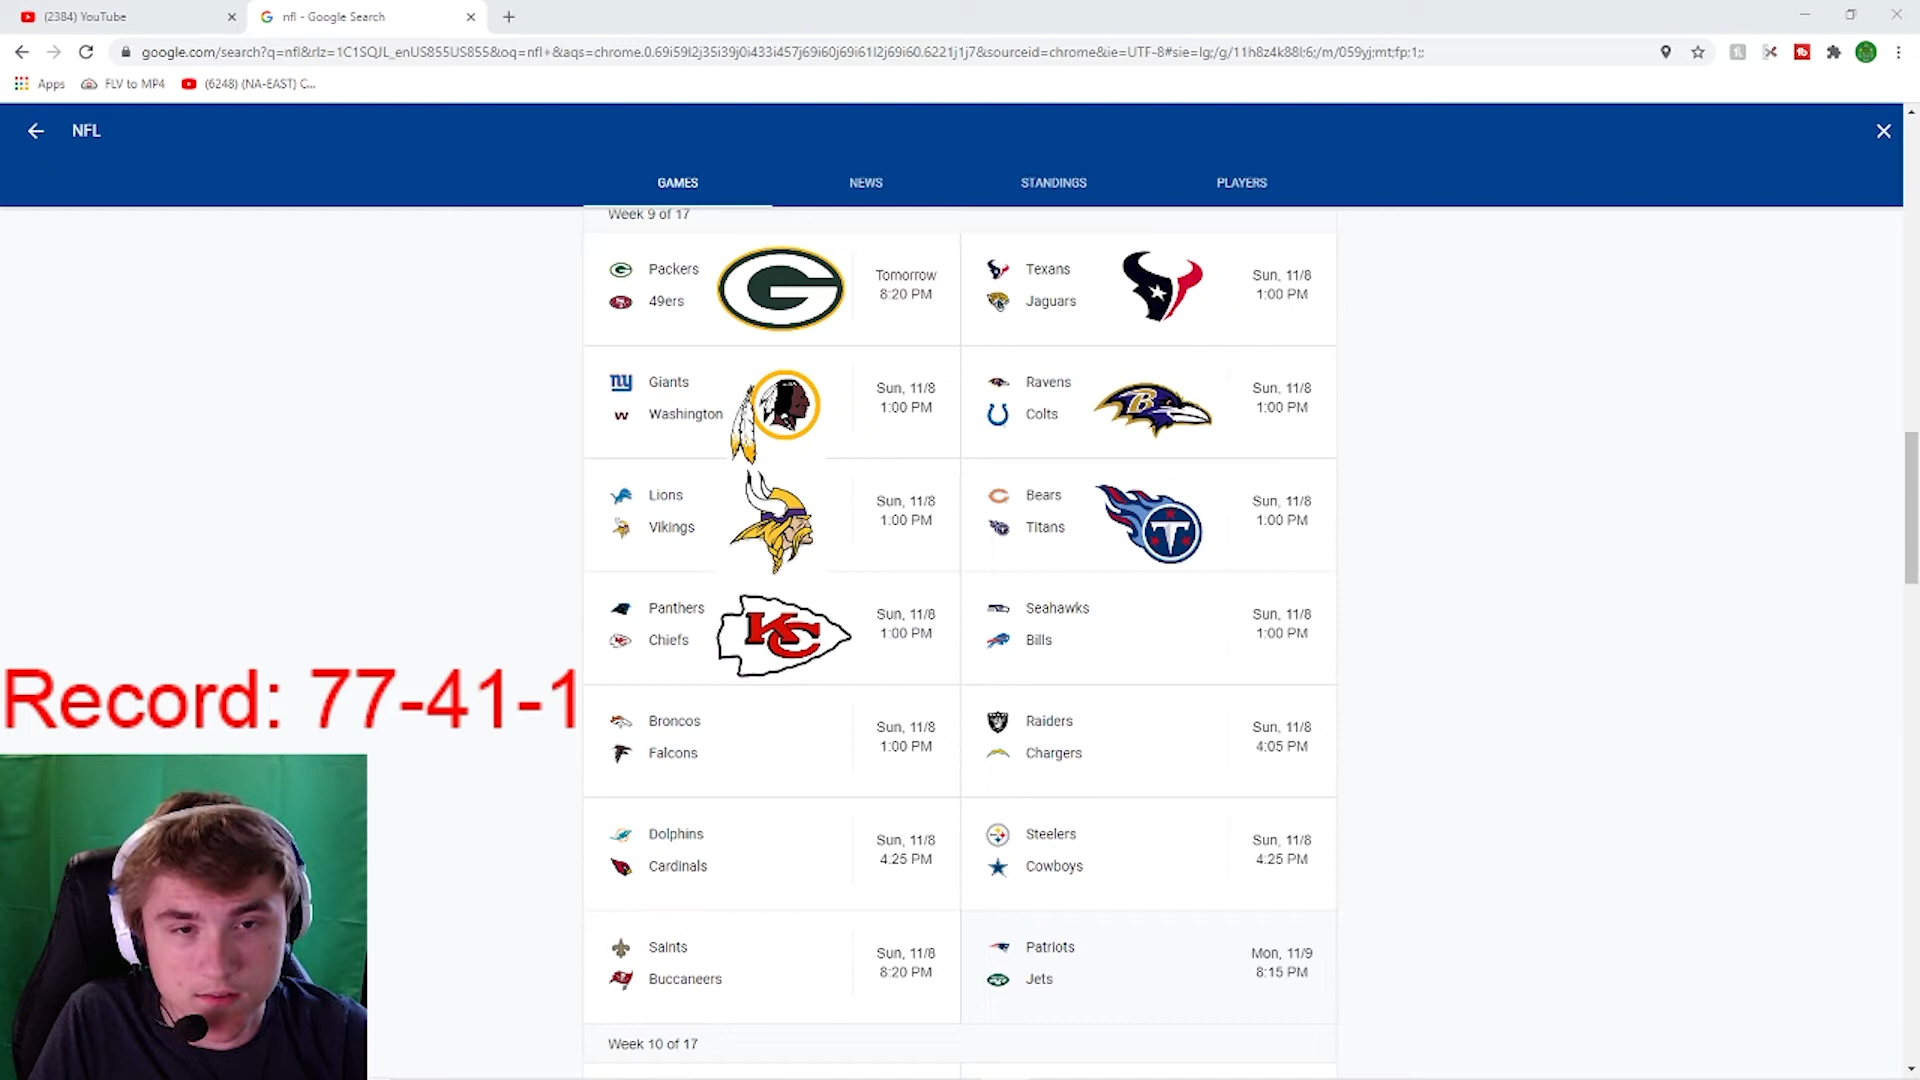 (2384) YouTube
nfl - Google Search
google.com/search?q=nfl&rlz=1C1SQJL_enUS855US855&oq=nfl+&aqs=chrome.0.69i59l2j35i39j0i433i457j69i60j69i61l2j69i60.6221j1j7&sourceid=chrome&ie=UTF-8#sie=lg;/g/11h8z4k88l;6;/m/059yj;mt;fp;1;;
Apps
FLV to MP4
(6248) (NA-EAST) C...
NFL
GAMES
NEWS
STANDINGS
PLAYERS
Week 9 of 17
Packers
49ers
G
Tomorrow
8:20 PM
Texans
Jaguars
Sun, 11/8
1:00 PM
ny
Giants
W
Washington
Sun, 11/8
1:00 PM
Ravens
Colts
B
Sun, 11/8
1:00 PM
Lions
Vikings
Sun, 11/8
1:00 PM
Bears
Titans
T
Sun, 11/8
1:00 PM
Panthers
Chiefs
KC
Sun, 11/8
1:00 PM
Seahawks
Bills
Sun, 11/8
1:00 PM
Record: 77-41-1
Broncos
Falcons
Sun, 11/8
1:00 PM
Raiders
Chargers
Sun, 11/8
4:05 PM
Dolphins
Cardinals
Sun, 11/8
4:25 PM
Steelers
Cowboys
Sun, 11/8
4:25 PM
Saints
Buccaneers
Sun, 11/8
8:20 PM
Patriots
Jets
Mon, 11/9
8:15 PM
Week 10 of 17